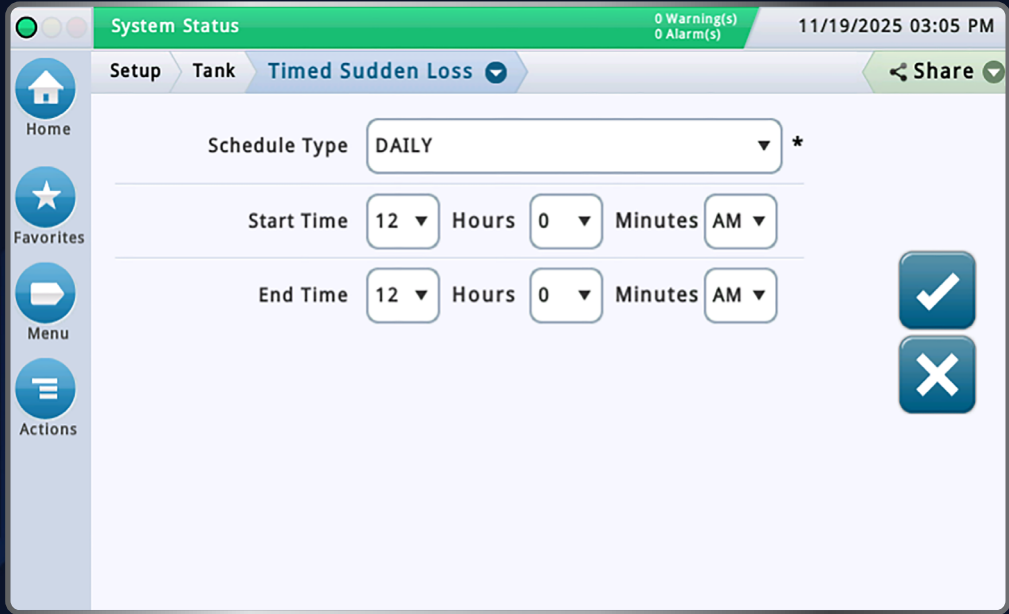 System Status
0 Warning(s)
0 Alarm(s)
11/19/2025 03:05 PM
Setup Tank Timed Sudden Loss Share
Home
Favorites
Menu
Actions
Schedule Type DAILY *
Start Time 12 Hours 0 Minutes AM
End Time 12 Hours 0 Minutes AM